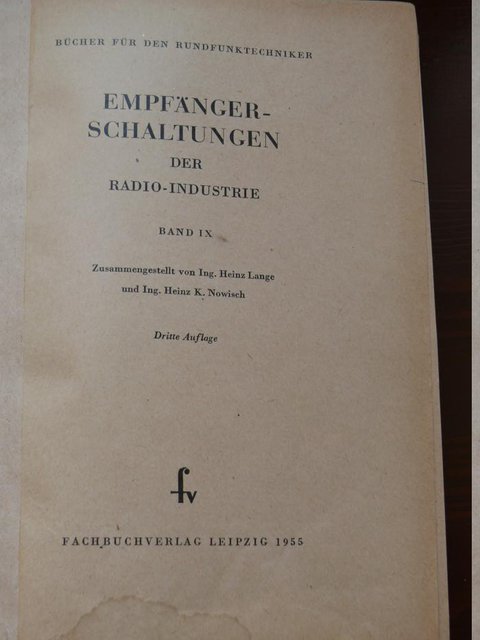 BÜCHER FÜR DEN RUNDFUNKTECHNIKER
EMPFÄNGER-
SCHALTUNGEN
DER
RADIO-INDUSTRIE
BAND IX
Zusammengestellt von Ing. Heinz Lange
und Ing. Heinz K. Nowisch
Dritte Auflage
fv
FACHBUCHVERLAG LEIPZIG 1955